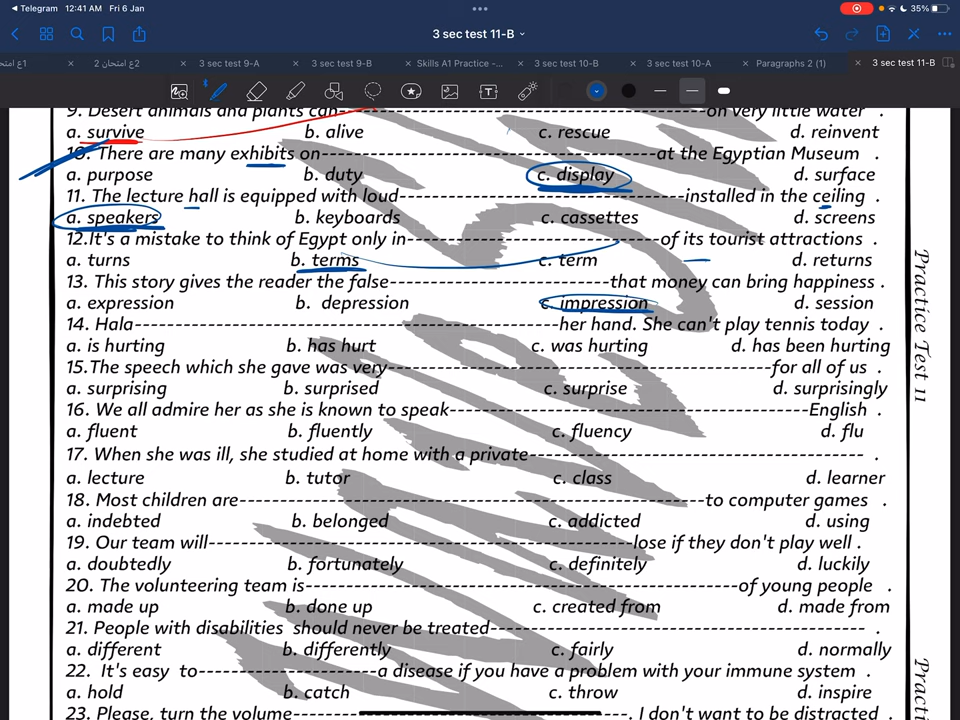 ◀ Telegram 12:41 AM Fri 6 Jan
35%
3 sec test 11-B
1ع امتح
2ع امتحان 2
3 sec test 9-A
3 sec test 9-B
Skills A1 Practice -...
3 sec test 10-B
3 sec test 10-A
Paragraphs 2 (1)
3 sec test 11-B
9. Desert animals and plants can--------------------on very little water .
a. survive b. alive c. rescue d. reinvent
10. There are many exhibits on--------------------at the Egyptian Museum .
a. purpose b. duty c. display d. surface
11. The lecture hall is equipped with loud--------------------installed in the ceiling .
a. speakers b. keyboards c. cassettes d. screens
12.It's a mistake to think of Egypt only in--------------------of its tourist attractions .
a. turns b. terms c. term d. returns
13. This story gives the reader the false--------------------that money can bring happiness .
a. expression b. depression c. impression d. session
14. Hala--------------------her hand. She can't play tennis today .
a. is hurting b. has hurt c. was hurting d. has been hurting
15.The speech which she gave was very--------------------for all of us .
a. surprising b. surprised c. surprise d. surprisingly
16. We all admire her as she is known to speak--------------------English .
a. fluent b. fluently c. fluency d. flu
17. When she was ill, she studied at home with a private-------------------- .
a. lecture b. tutor c. class d. learner
18. Most children are--------------------to computer games .
a. indebted b. belonged c. addicted d. using
19. Our team will--------------------lose if they don't play well .
a. doubtedly b. fortunately c. definitely d. luckily
20. The volunteering team is--------------------of young people .
a. made up b. done up c. created from d. made from
21. People with disabilities should never be treated-------------------- .
a. different b. differently c. fairly d. normally
22. It's easy to--------------------a disease if you have a problem with your immune system
a. hold b. catch c. throw d. inspire
23. Please, turn the volume--------------------. I don't want to be distracted .
Practice Test 11
Practi